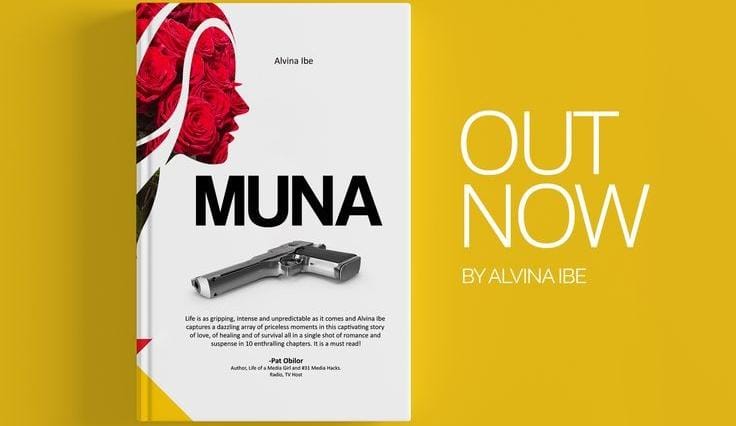 Alvina Ibe
MUNA
Life is as gripping, intense and unpredictable as it comes and Alvina Ibe
captures a dazzling array of priceless moments in this captivating story
of love, of healing and of survival all in a single shot of romance and
suspense in 10 enthralling chapters. It is a must read!
-Pat Obilor
Author, Life of a Media Girl and #31 Media Hacks.
Radio, TV Host
OUT
NOW
BY ALVINA IBE